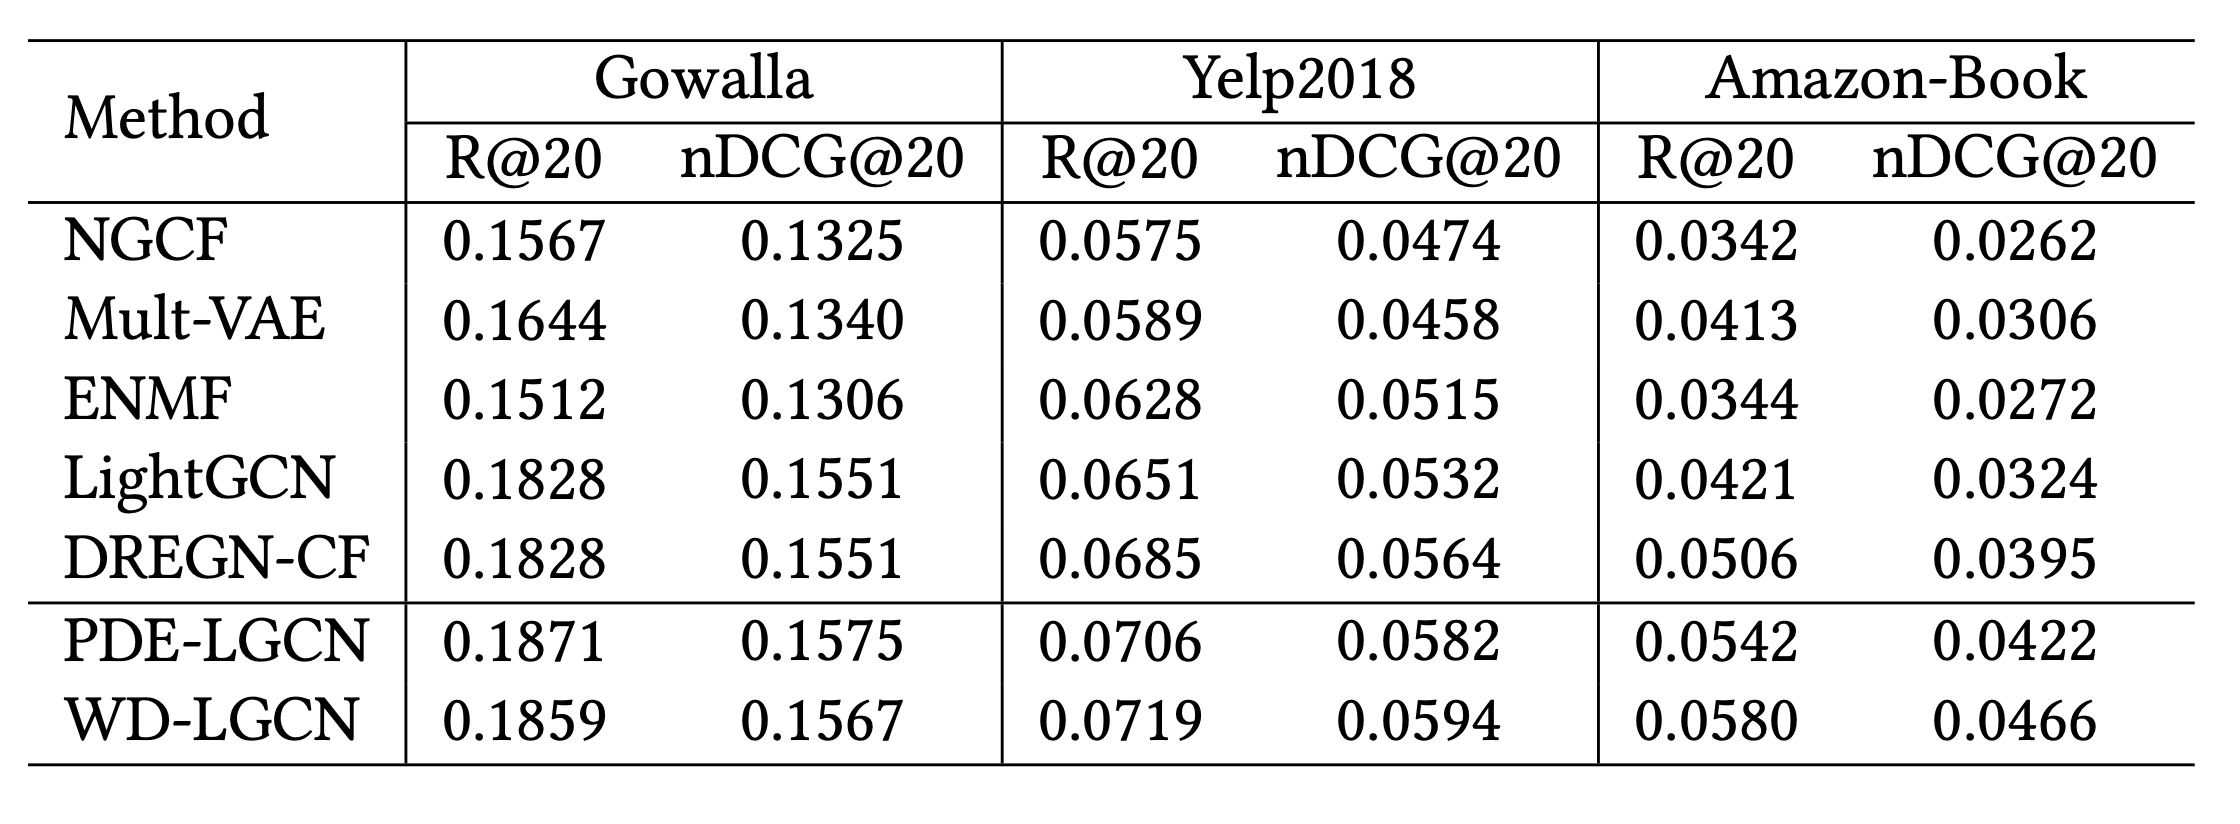 Method Gowalla Yelp2018 Amazon-Book
R@20 nDCG@20 R@20 nDCG@20 R@20 nDCG@20
NGCF 0.1567 0.1325 0.0575 0.0474 0.0342 0.0262
Mult-VAE 0.1644 0.1340 0.0589 0.0458 0.0413 0.0306
ENMF 0.1512 0.1306 0.0628 0.0515 0.0344 0.0272
LightGCN 0.1828 0.1551 0.0651 0.0532 0.0421 0.0324
DREGN-CF 0.1828 0.1551 0.0685 0.0564 0.0506 0.0395
PDE-LGCN 0.1871 0.1575 0.0706 0.0582 0.0542 0.0422
WD-LGCN 0.1859 0.1567 0.0719 0.0594 0.0580 0.0466